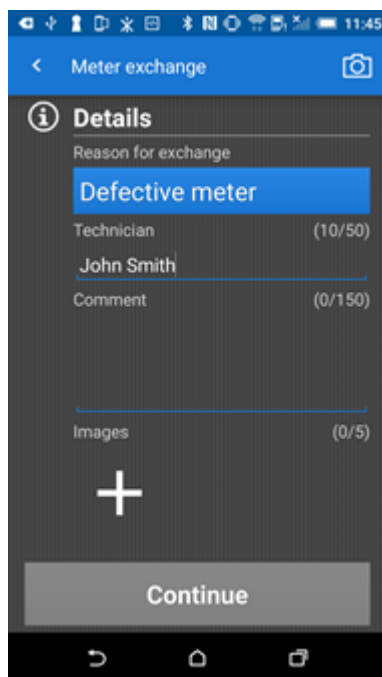 11:45
Meter exchange
Details
Reason for exchange
Defective meter
Technician (10/50)
John Smith
Comment (0/150)
Images (0/5)
Continue